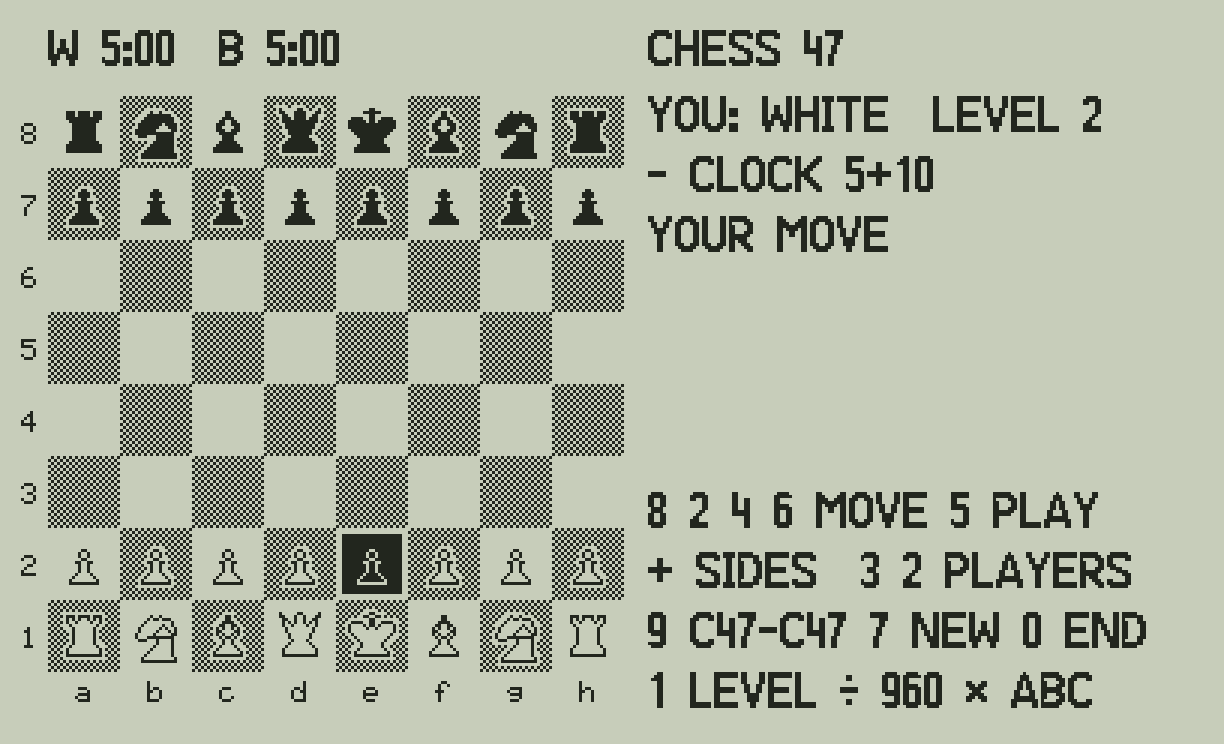 W 5:00 B 5:00
CHESS 47
YOU: WHITE LEVEL 2
- CLOCK 5+10
YOUR MOVE
8
7
6
5
4
3
2
1
a b c d e f g h
8 2 4 6 MOVE 5 PLAY
+ SIDES 3 2 PLAYERS
9 C47-C47 7 NEW 0 END
1 LEVEL ÷ 960 × ABC